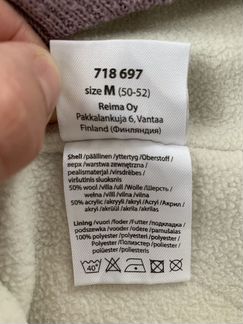 718 697
size M (50-52)
Reima Oy
Pakkalankuja 6, Vantaa
Finland (Финляндия)
Shell / päällinen / yttertyg / Oberstoff /
верх / warstwa zewnętrzna /
pealismaterjal / virsdrēbes /
viršutinis sluoksnis
50% wool / villa / ull / Wolle / Шерсть /
wełna / vill / vilna / vilna
50% acrylic / akryyli / akryl / Acryl / Акрил /
akryl / akrüül / akrils / akrilas
Lining / vuori / foder / Futter / подкладка /
podszewka / vooder / odere / pamušalas
100% polyester / polyesteri / polyester /
Polyester / Полиэстер / poliester /
polüester / poliesteris
40°